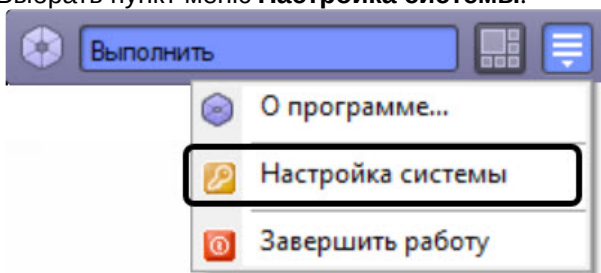 Выбрать пункт меню Настройка системы.
Выполнить
О программе...
Настройка системы
Завершить работу